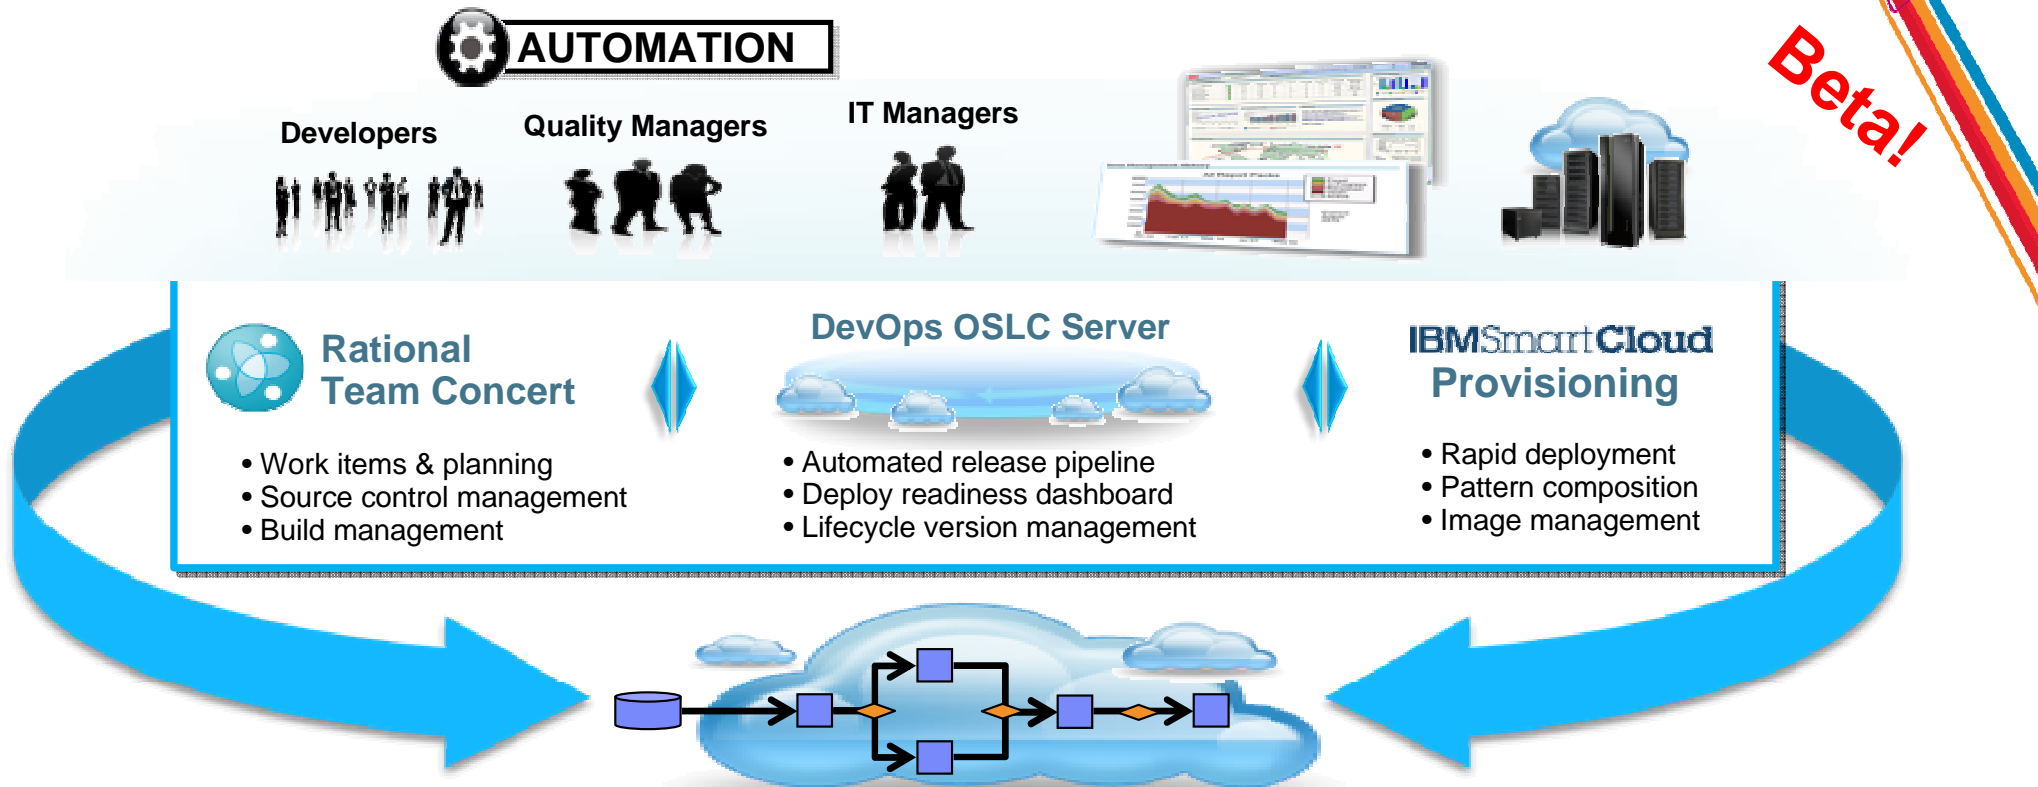 AUTOMATION
Beta!
Developers
Quality Managers
IT Managers
Rational
Team Concert
DevOps OSLC Server
IBMSmartCloud
Provisioning
• Work items & planning
• Source control management
• Build management
• Automated release pipeline
• Deploy readiness dashboard
• Lifecycle version management
• Rapid deployment
• Pattern composition
• Image management